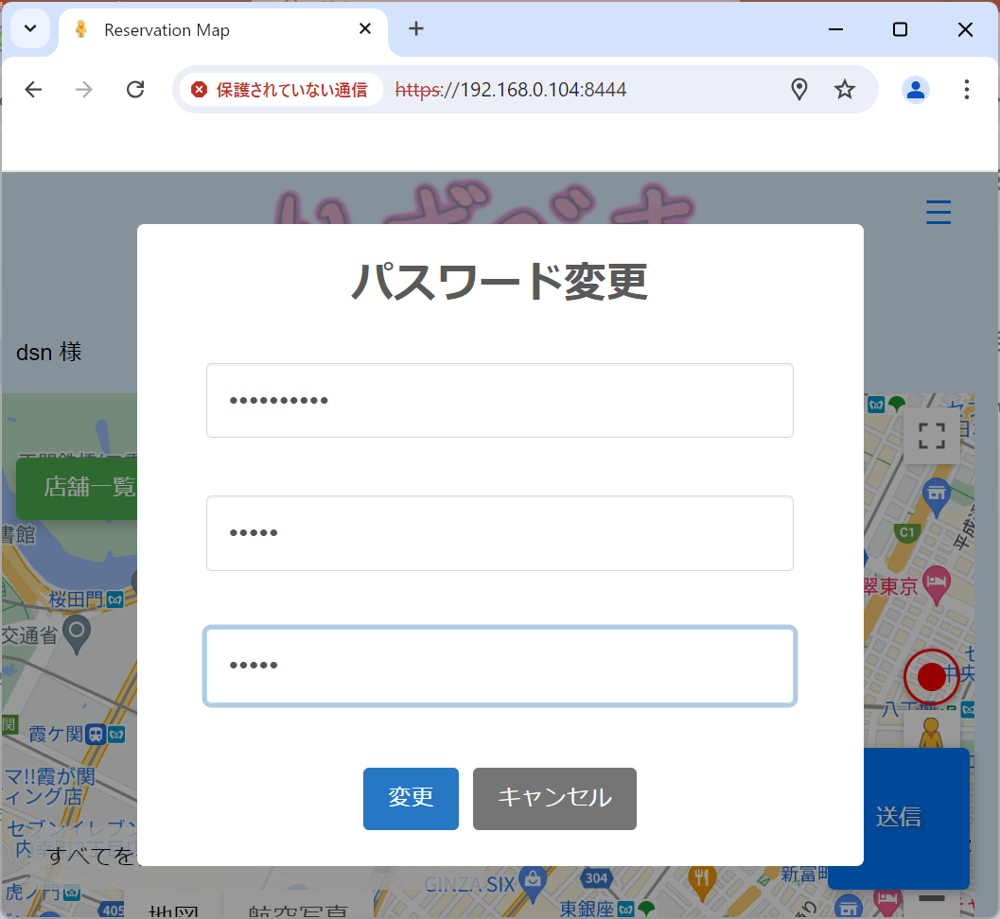 Reservation Map
保護されていない通信 https://192.168.0.104:8444
パスワード変更
dsn 様
••••••••••
•••••
•••••
変更 キャンセル
店舗一覧
書館
桜田門
交通省
C1
翠東京
関
霞ケ関
マ!!霞が関
ィング店
中央
八丁堀
セブンイレブン
送信
すべてを
虎ノ門
GINZA SIX
304
新富町
405
東銀座
地図 航空写真